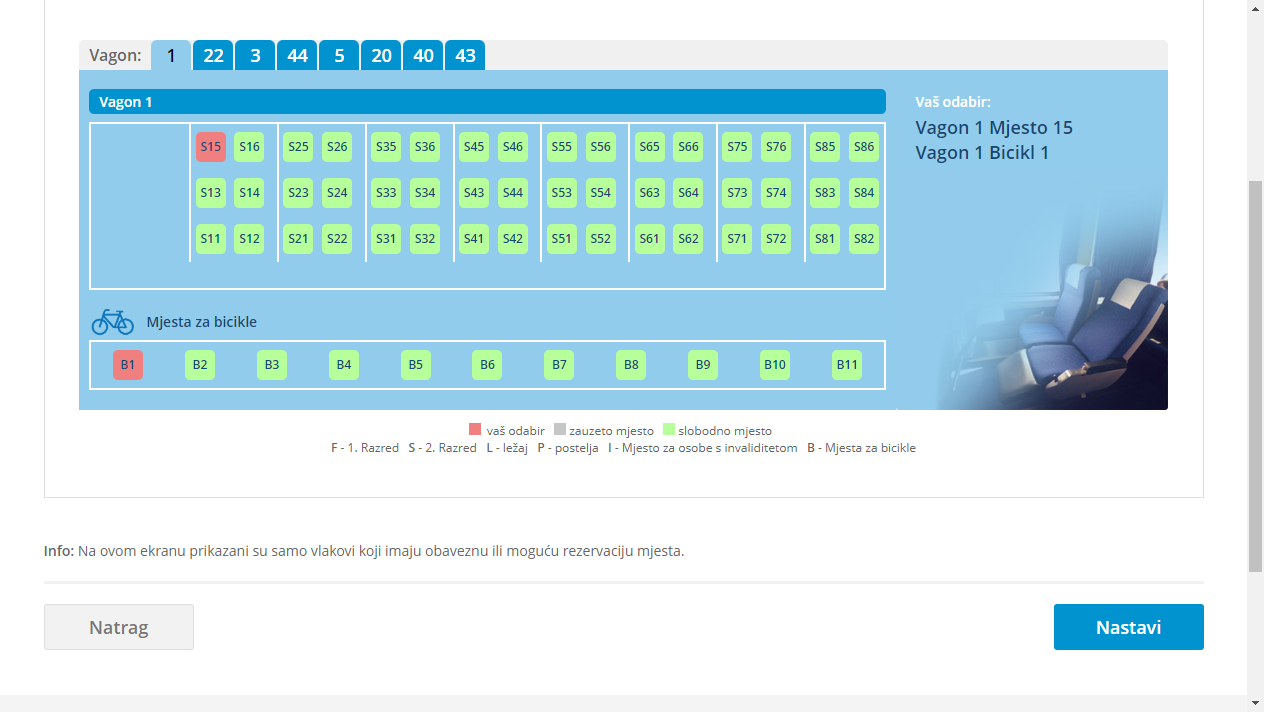 Vagon: 1 22 3 44 5 20 40 43
Vagon 1
Vaš odabir:
Vagon 1 Mjesto 15
Vagon 1 Bicikl 1
S15 S16 S25 S26 S35 S36 S45 S46 S55 S56 S65 S66 S75 S76 S85 S86
S13 S14 S23 S24 S33 S34 S43 S44 S53 S54 S63 S64 S73 S74 S83 S84
S11 S12 S21 S22 S31 S32 S41 S42 S51 S52 S61 S62 S71 S72 S81 S82
Mjesta za bicikle
B1 B2 B3 B4 B5 B6 B7 B8 B9 B10 B11
vaš odabir zauzeto mjesto slobodno mjesto
F - 1. Razred S - 2. Razred L - ležaj P - postelja I - Mjesto za osobe s invaliditetom B - Mjesta za bicikle
Info: Na ovom ekranu prikazani su samo vlakovi koji imaju obaveznu ili moguću rezervaciju mjesta.
Natrag
Nastavi